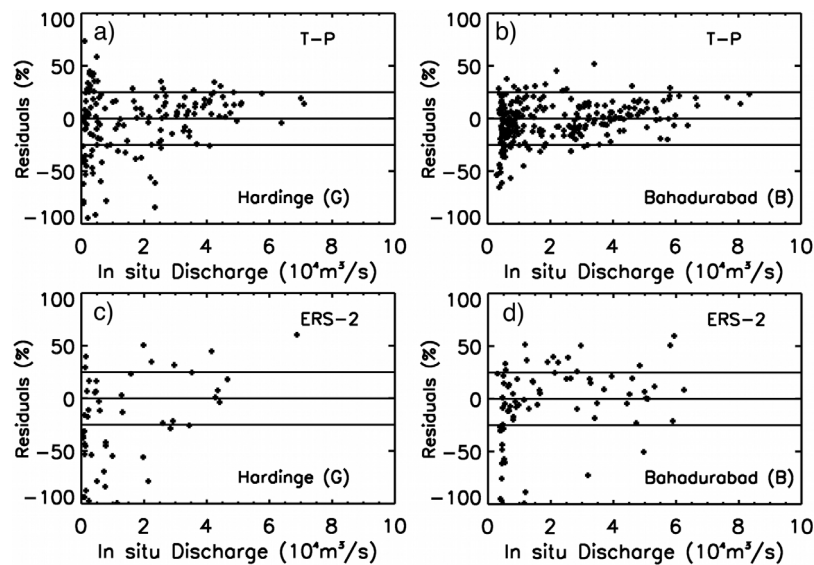 a)
T-P
100
50
0
-50
-100
Residuals (%)
Hardinge (G)
0 2 4 6 8 10
In situ Discharge (10⁴m³/s)
b)
T-P
100
50
0
-50
-100
Residuals (%)
Bahadurabad (B)
0 2 4 6 8 10
In situ Discharge (10⁴m³/s)
c)
ERS-2
100
50
0
-50
-100
Residuals (%)
Hardinge (G)
0 2 4 6 8 10
In situ Discharge (10⁴m³/s)
d)
ERS-2
100
50
0
-50
-100
Residuals (%)
Bahadurabad (B)
0 2 4 6 8 10
In situ Discharge (10⁴m³/s)